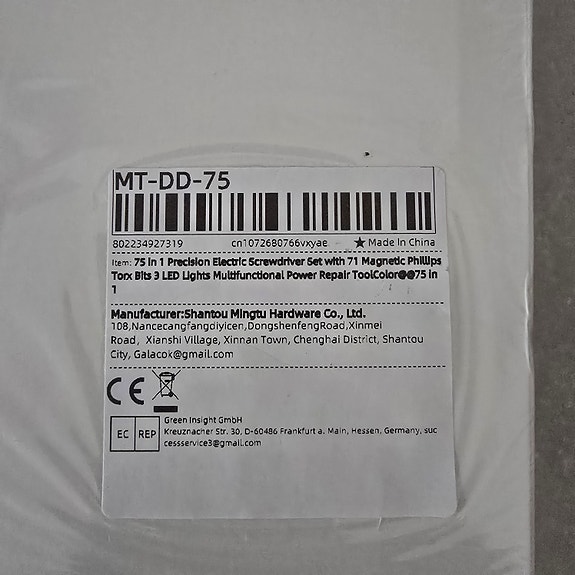 MT-DD-75
802234927319 cn1072680766vxyae ★ Made In China
Item: 75 in 1 Precision Electric Screwdriver Set with 71 Magnetic Phillips
Torx Bits 3 LED Lights Multifunctional Power Repair ToolColor@@75 in
1
Manufacturer:Shantou Mingtu Hardware Co., Ltd.
108,Nancecangfangdiyicen,DongshenfengRoad,Xinmei
Road, Xianshi Village, Xinnan Town, Chenghai District, Shantou
City, Galacok@gmail.com
CE
EC REP
Green Insight GmbH
Kreuznacher Str. 30, D-60486 Frankfurt a. Main, Hessen, Germany, suc
cessservice3@gmail.com